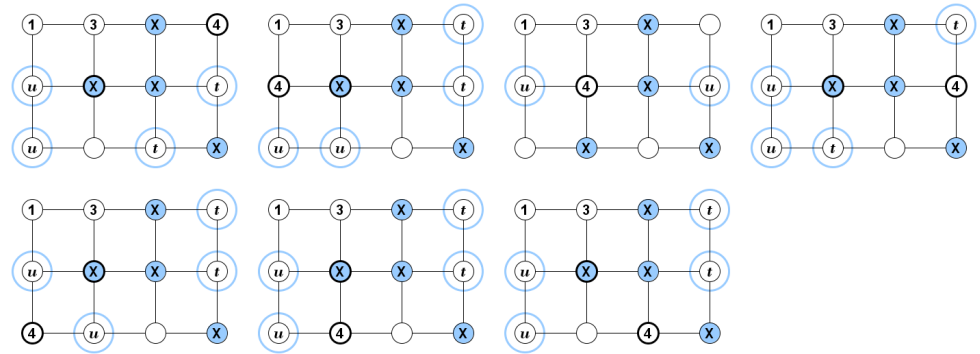 1 3 X 4
u X X t
u t X
1 3 X t
4 X X t
u u X
1 3 X
u 4 X u
X X
1 3 X t
u X X 4
u t X
1 3 X t
u X X t
4 u X
1 3 X t
u X X t
u 4 X
1 3 X t
u X X t
u 4 X